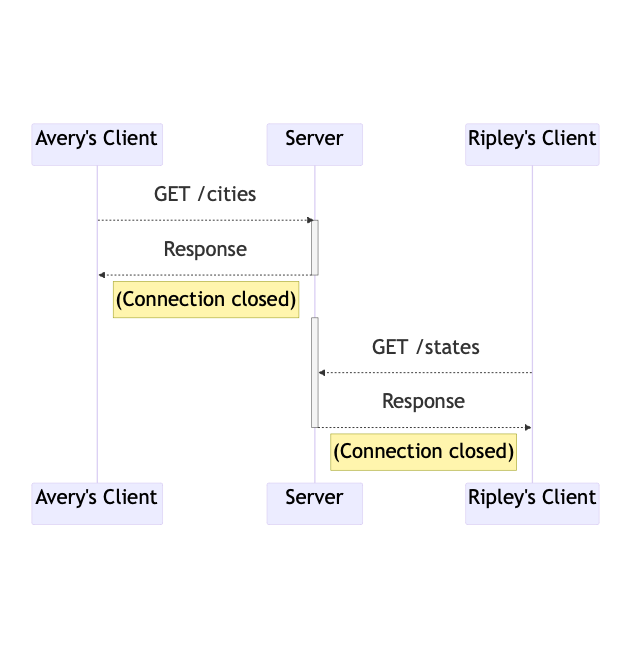 Avery's Client
Server
Ripley's Client
GET /cities
Response
(Connection closed)
GET /states
Response
(Connection closed)
Avery's Client
Server
Ripley's Client